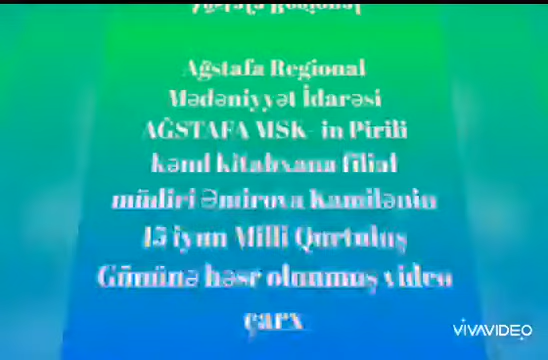 Ağstafa Regional
Mədəniyyət İdarəsi
AĞSTAFA MSK- in Pirili
kənd kitabxana filial
müdiri Əmirova Kamilənin
15 iyun Milli Qurtuluş
Gününə həsr olunmuş video
çarx
VIVAVIDEO